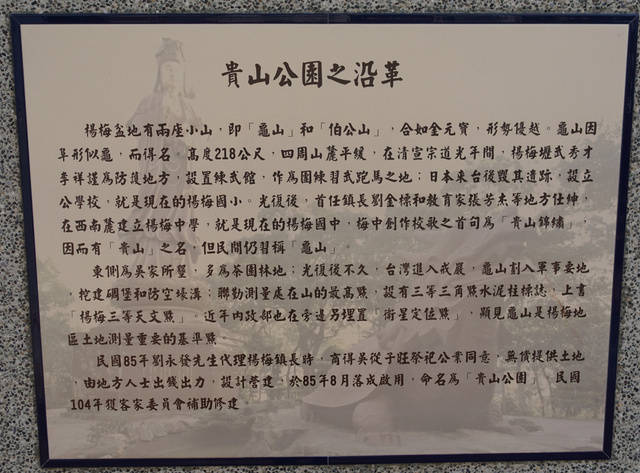 貴山公園之沿革
楊梅盆地有兩座小山，即「龜山」和「伯公山」，合如金元寶，形勢優越。龜山因
阜形似龜，而得名。高度218公尺，四周山麓平緩，在清宣宗道光年間，楊梅壢武秀才
李祥謹為防護地方，設置練武館，作為團練習武跑馬之地；日本來台後毀其遺跡，設立
公學校，就是現在的楊梅國小。光復後，首任鎮長劉金標和教育家張芳杰等地方仕紳，
在西南麓建立楊梅中學，就是現在的楊梅國中，梅中創作校歌之首句為「貴山錦繡」，
因而有「貴山」之名，但民間仍習稱「龜山」。
東側為吳家所墾，多為茶園林地；光復後不久，台灣進入戒嚴，龜山劃入軍事要地
，挖建碉堡和防空壕溝；聯勤測量處在山的最高點，設有三等三角點水泥柱標誌，上書
「楊梅三等天文點」。近年內政部也在旁邊另埋置「衛星定位點」，顯見龜山是楊梅地
區土地測量重要的基準點。
民國85年劉永發先生代理楊梅鎮長時，商得吳從子旺祭祀公業同意，無償提供土地
，由地方人士出錢出力，設計營建，於85年8月落成啟用，命名為「貴山公園」 民國
104年獲客家委員會補助修建